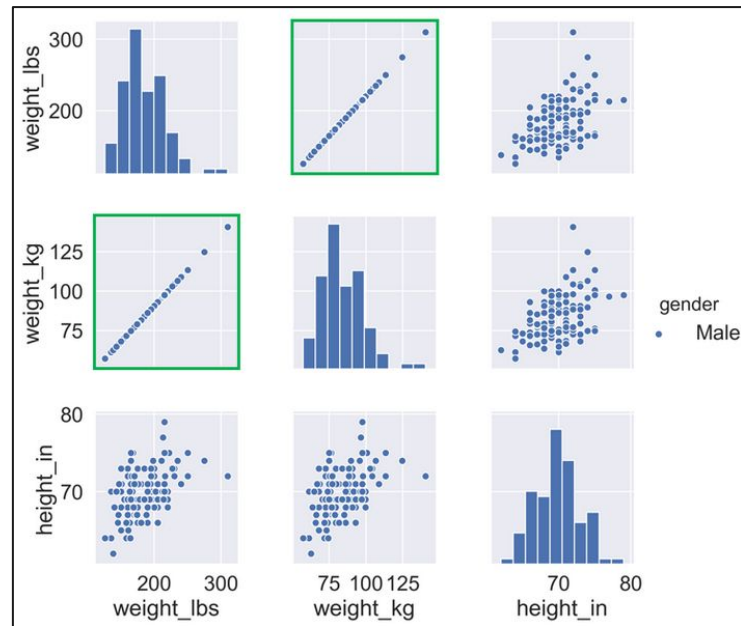 300
200
weight_lbs
125
100
75
weight_kg
gender
Male
80
70
height_in
200 300
weight_lbs
75 100 125
weight_kg
70 80
height_in